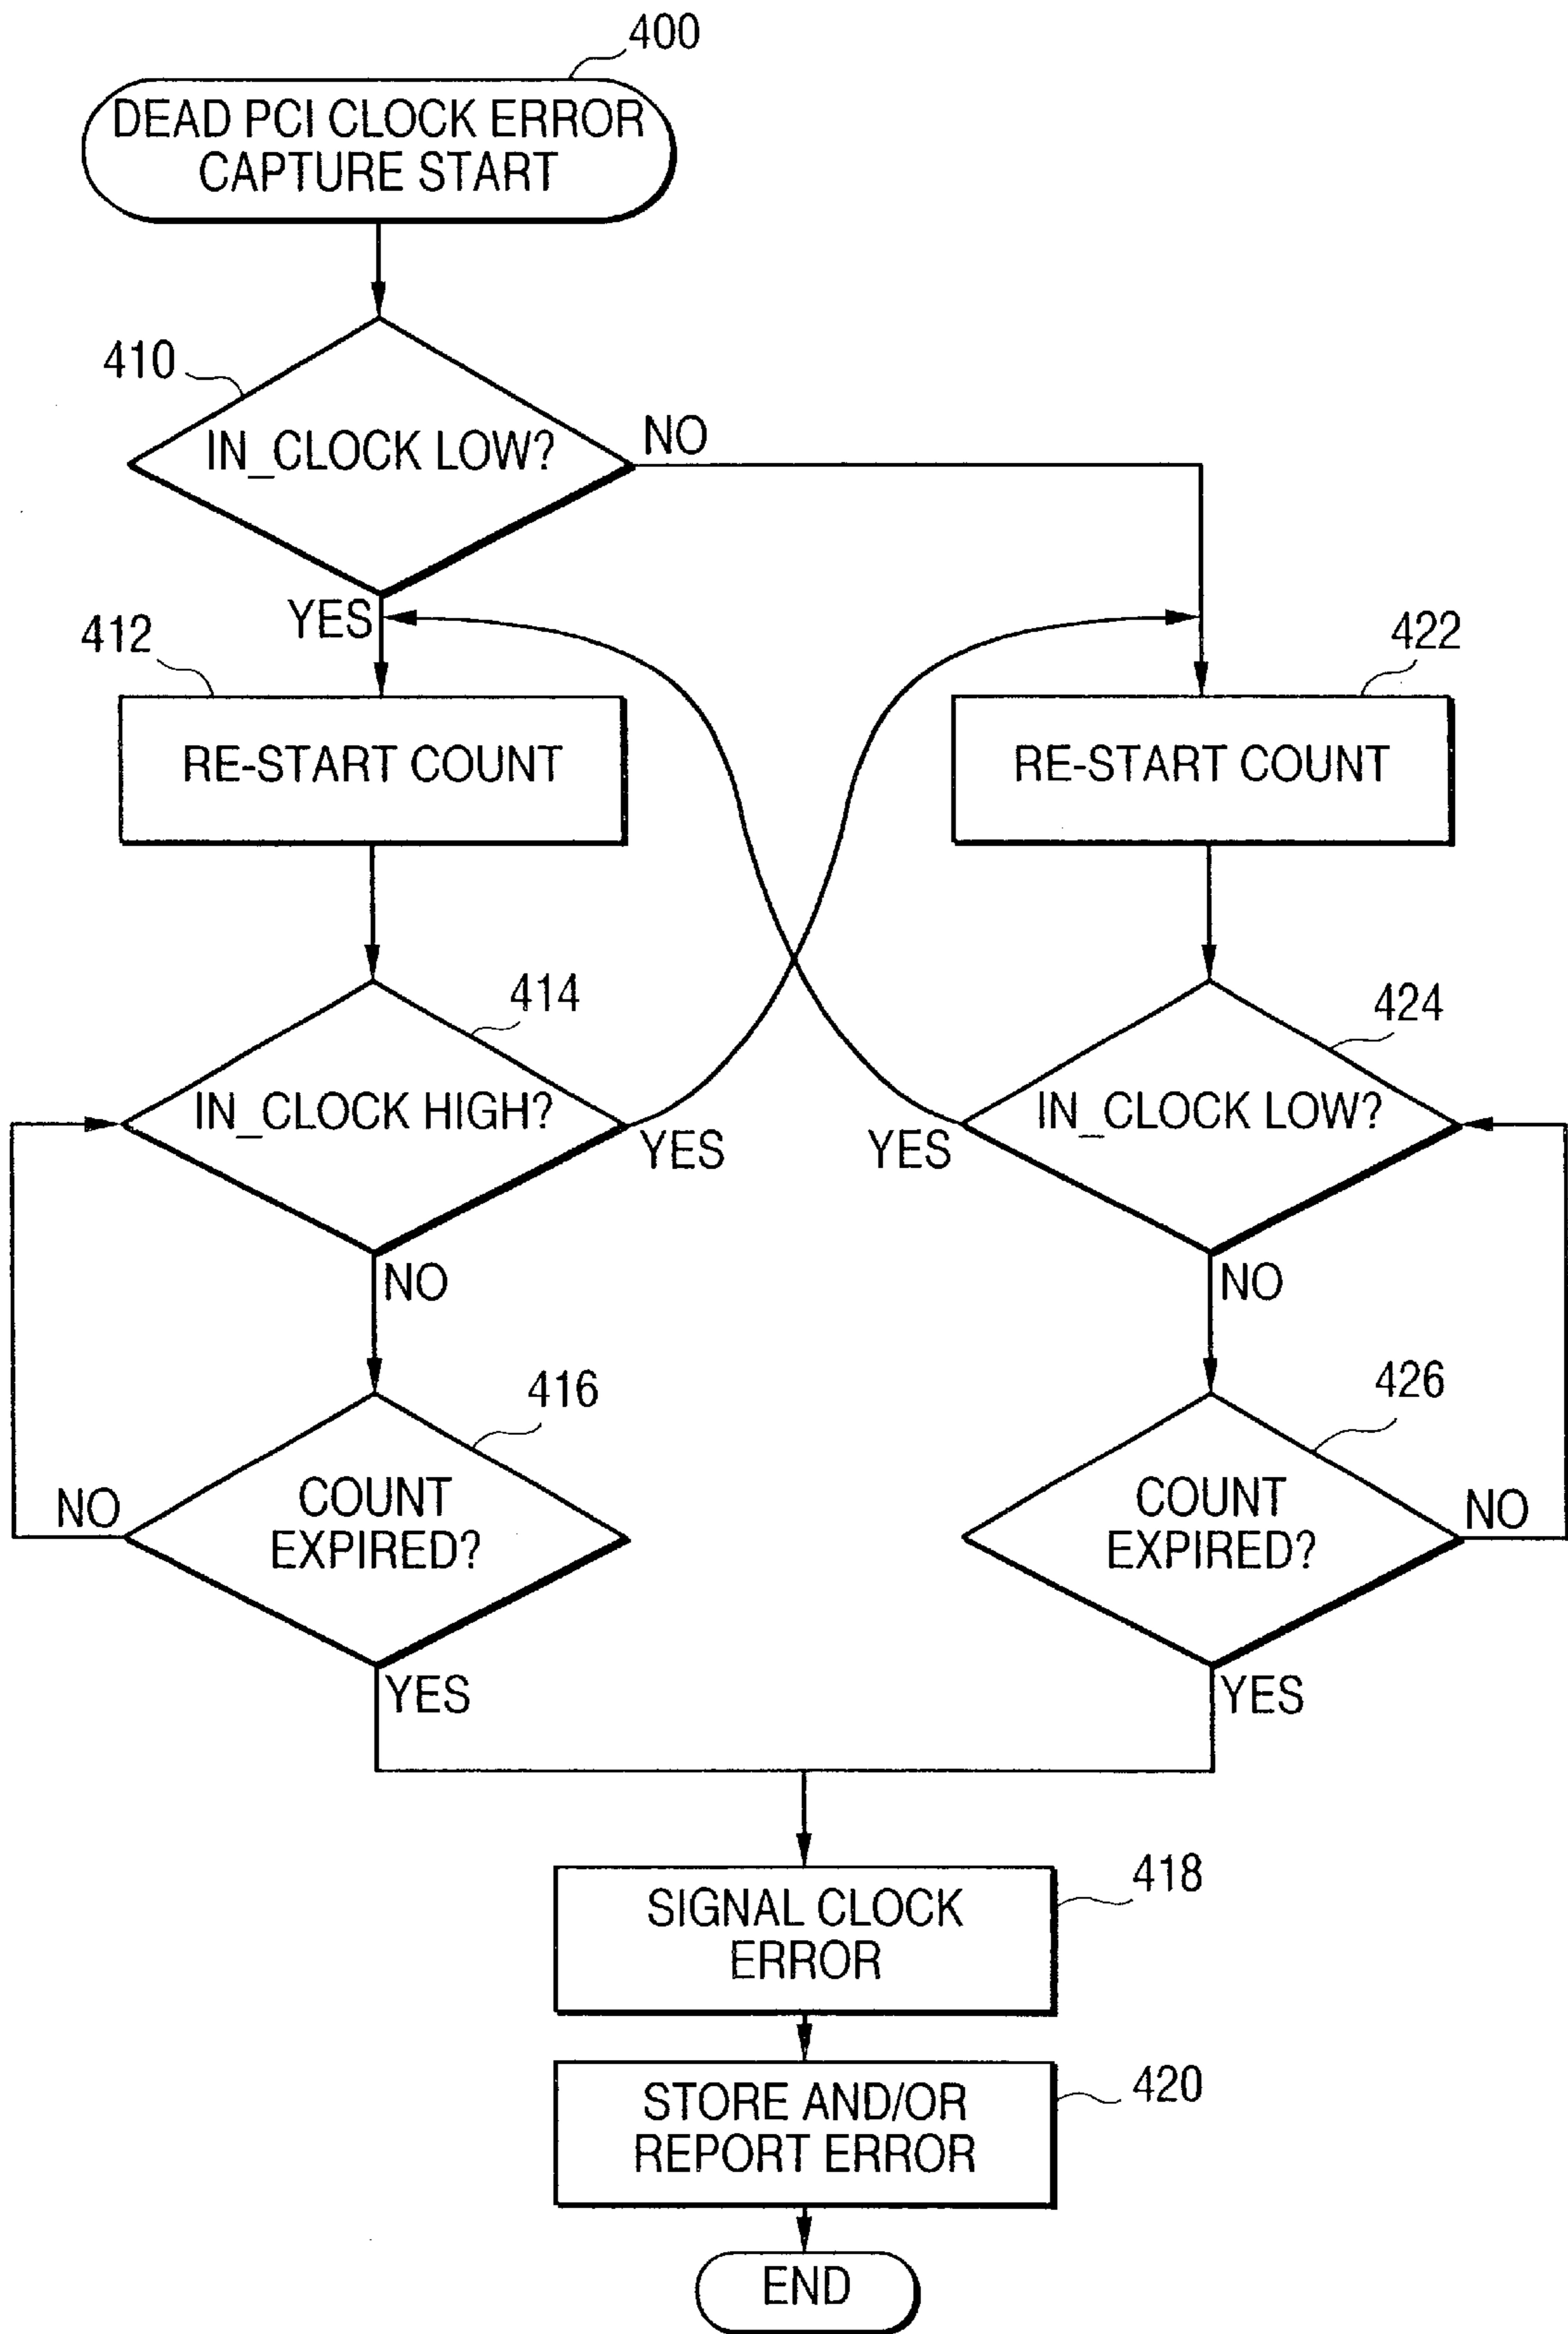 400
DEAD PCI CLOCK ERROR
CAPTURE START
410
IN_CLOCK LOW?
NO
YES
412
RE-START COUNT
422
RE-START COUNT
414
IN_CLOCK HIGH?
YES
NO
424
IN_CLOCK LOW?
YES
NO
416
COUNT
EXPIRED?
NO
YES
426
COUNT
EXPIRED?
NO
YES
418
SIGNAL CLOCK
ERROR
420
STORE AND/OR
REPORT ERROR
END